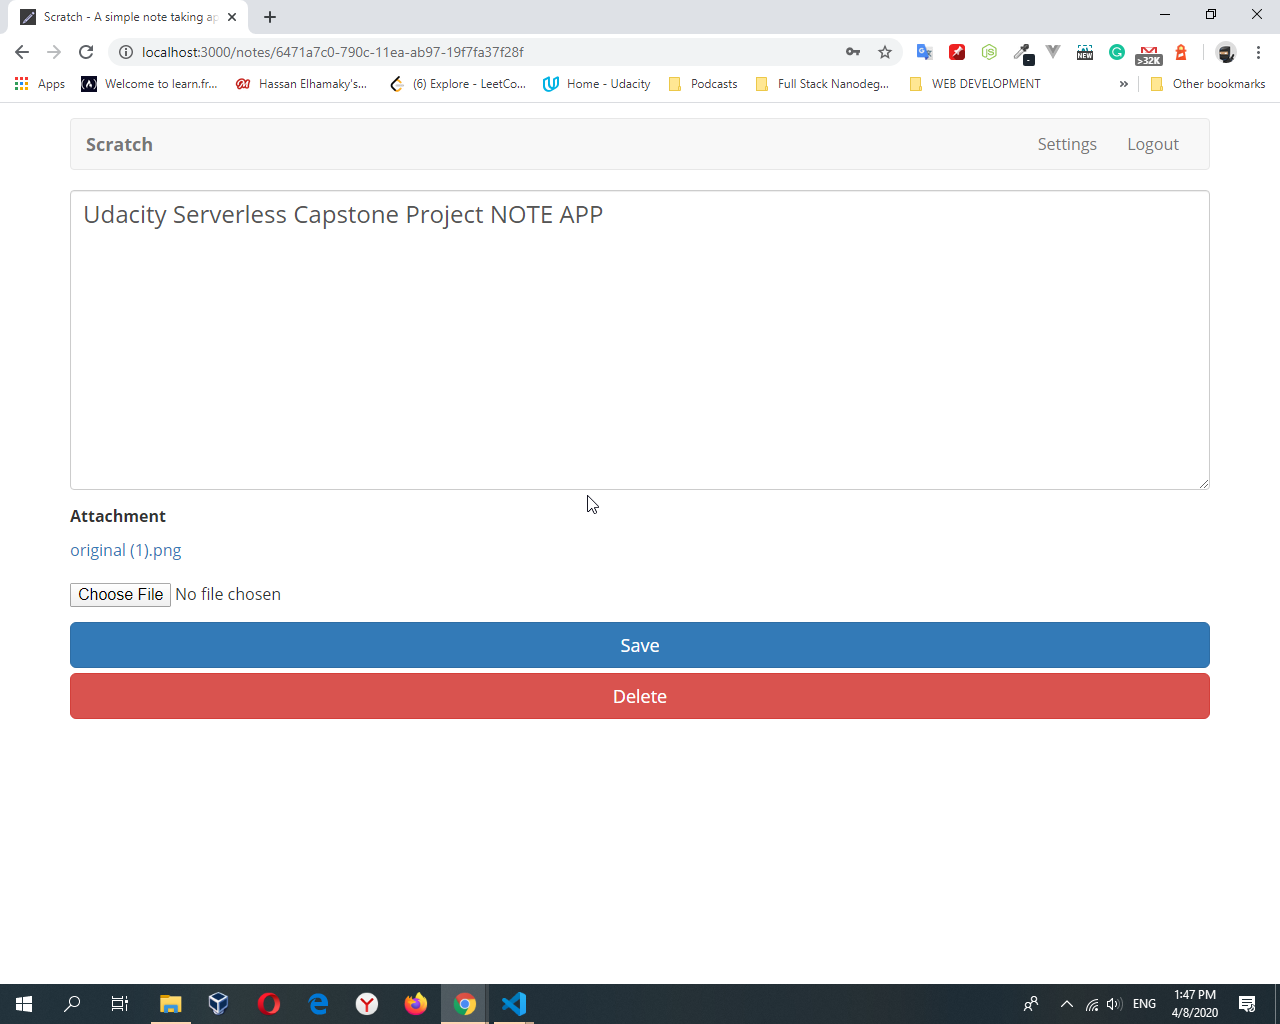 Scratch - A simple note taking ap
localhost:3000/notes/6471a7c0-790c-11ea-ab97-19f7fa37f28f
NEW
>32K
Apps
Welcome to learn.fr...
Hassan Elhamaky's...
(6) Explore - LeetCo...
Home - Udacity
Podcasts
Full Stack Nanodeg...
WEB DEVELOPMENT
»
Other bookmarks
Scratch
Settings
Logout
Udacity Serverless Capstone Project NOTE APP
Attachment
original (1).png
Choose File No file chosen
Save
Delete
ENG
1:47 PM
4/8/2020